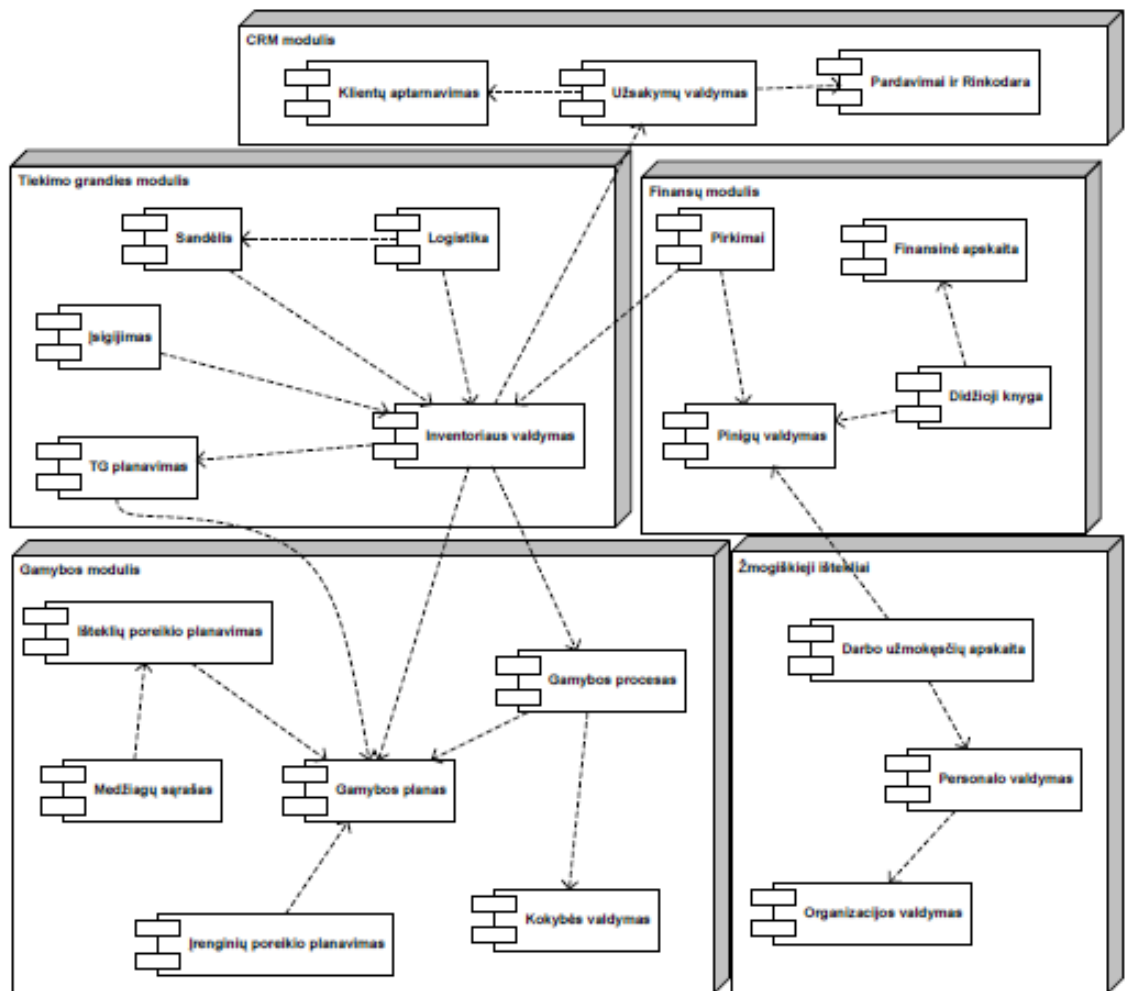 CRM modulis
Klientų aptarnavimas
Užsakymų valdymas
Pardavimai ir Rinkodara
Tiekimo grandies modulis
Sandėlis
Logistika
Įsigijimas
Inventoriaus valdymas
TG planavimas
Finansų modulis
Pirkimai
Finansinė apskaita
Didžioji knyga
Pinigų valdymas
Gamybos modulis
Išteklių poreikio planavimas
Gamybos procesas
Medžiagų sąrašas
Gamybos planas
Įrenginių poreikio planavimas
Kokybės valdymas
Žmogiškieji ištekliai
Darbo užmokęsčių apskaita
Personalo valdymas
Organizacijos valdymas